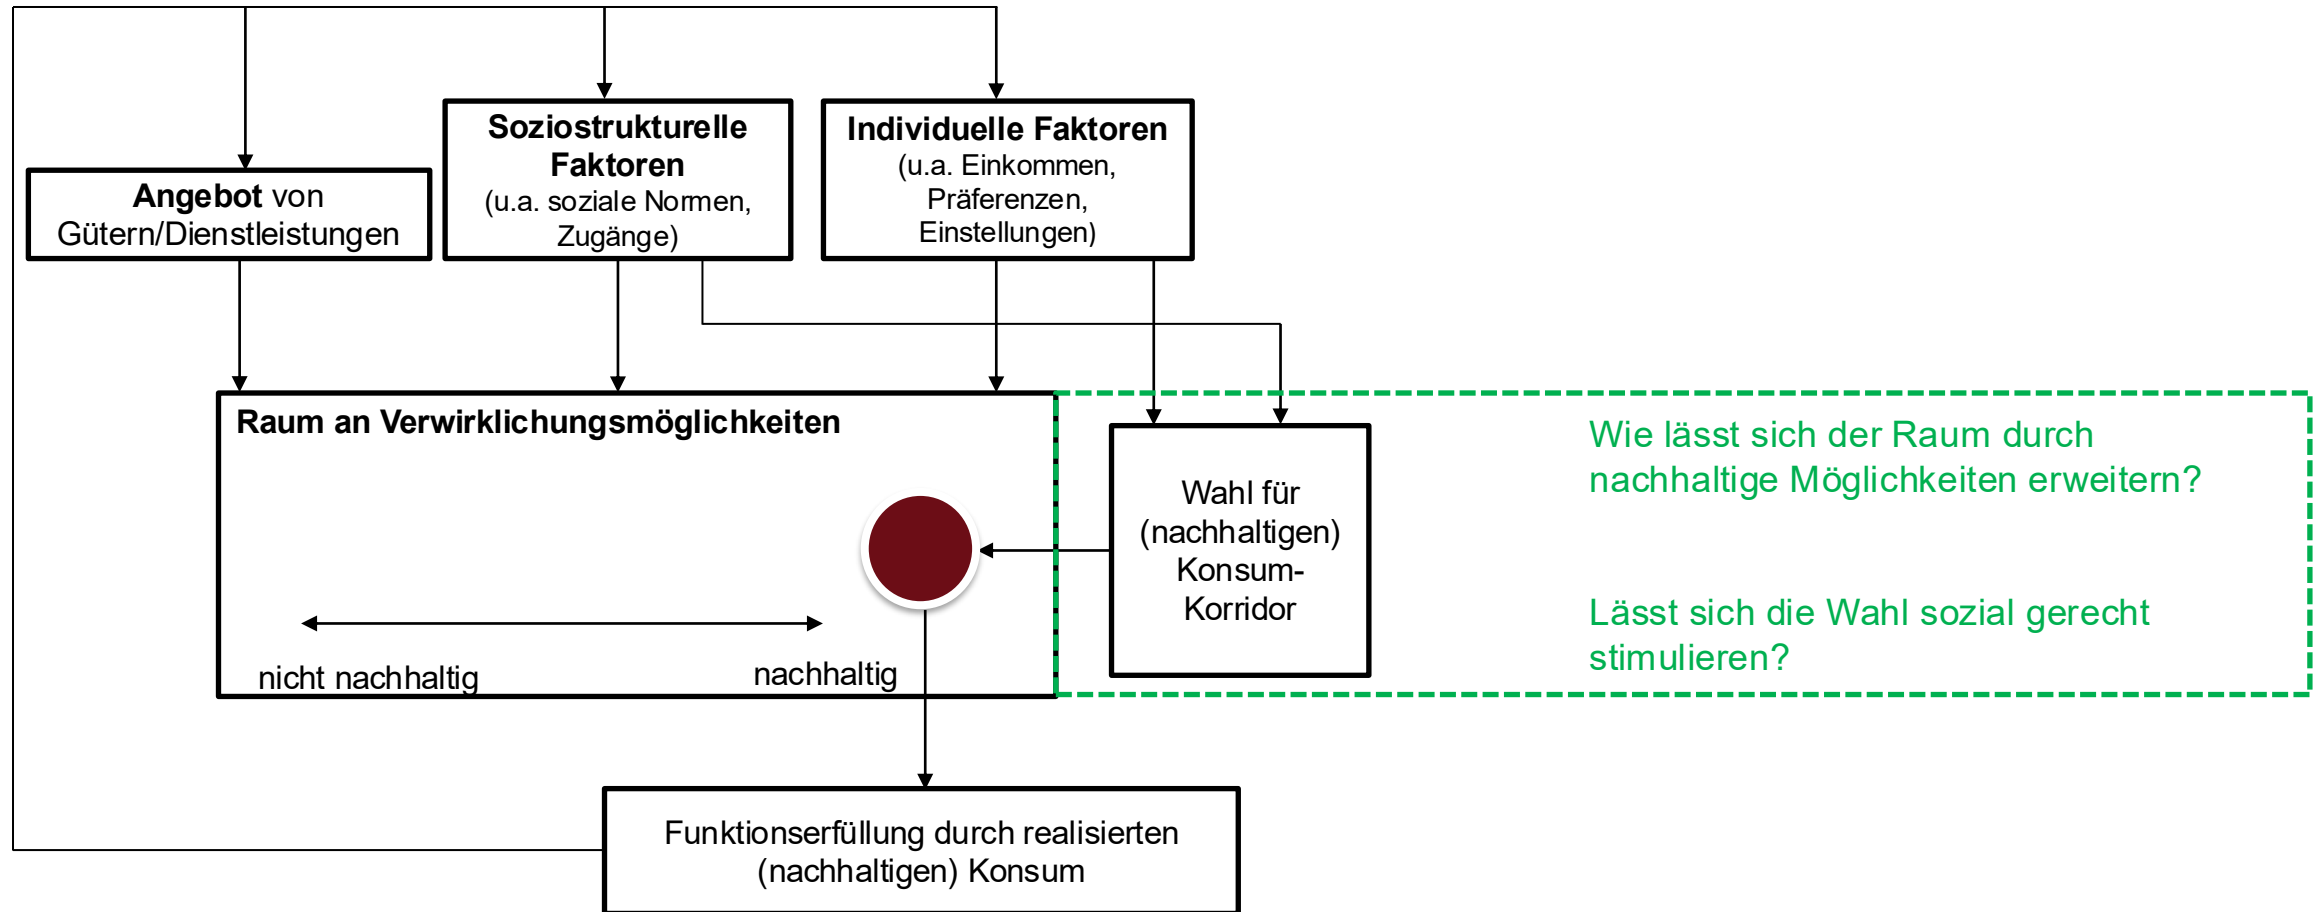 Angebot von
Gütern/Dienstleistungen
Soziostrukturelle
Faktoren
(u.a. soziale Normen,
Zugänge)
Individuelle Faktoren
(u.a. Einkommen,
Präferenzen,
Einstellungen)
Raum an Verwirklichungsmöglichkeiten
nicht nachhaltig
nachhaltig
Wahl für
(nachhaltigen)
Konsum-
Korridor
Wie lässt sich der Raum durch
nachhaltige Möglichkeiten erweitern?
Lässt sich die Wahl sozial gerecht
stimulieren?
Funktionserfüllung durch realisierten
(nachhaltigen) Konsum